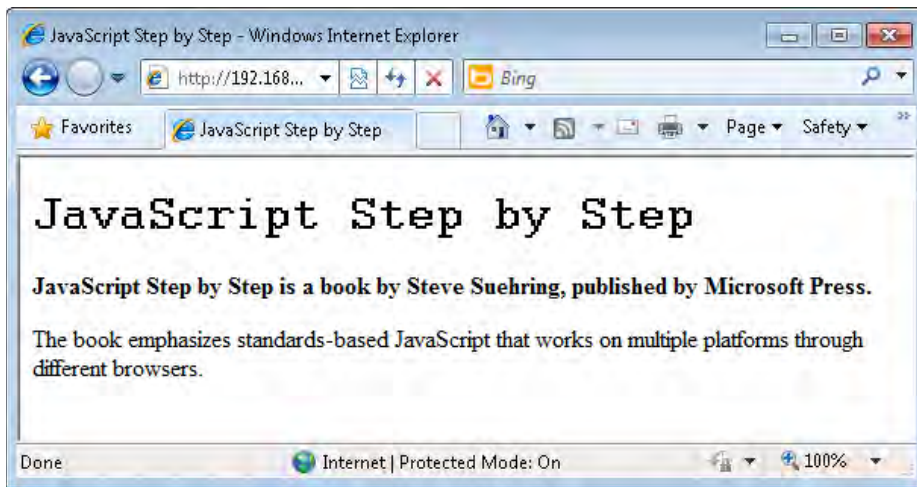 JavaScript Step by Step - Windows Internet Explorer
http://192.168...
Bing
Favorites
JavaScript Step by Step
Page
Safety
JavaScript Step by Step
JavaScript Step by Step is a book by Steve Suehring, published by Microsoft Press.
The book emphasizes standards-based JavaScript that works on multiple platforms through
different browsers.
Done
Internet | Protected Mode: On
100%